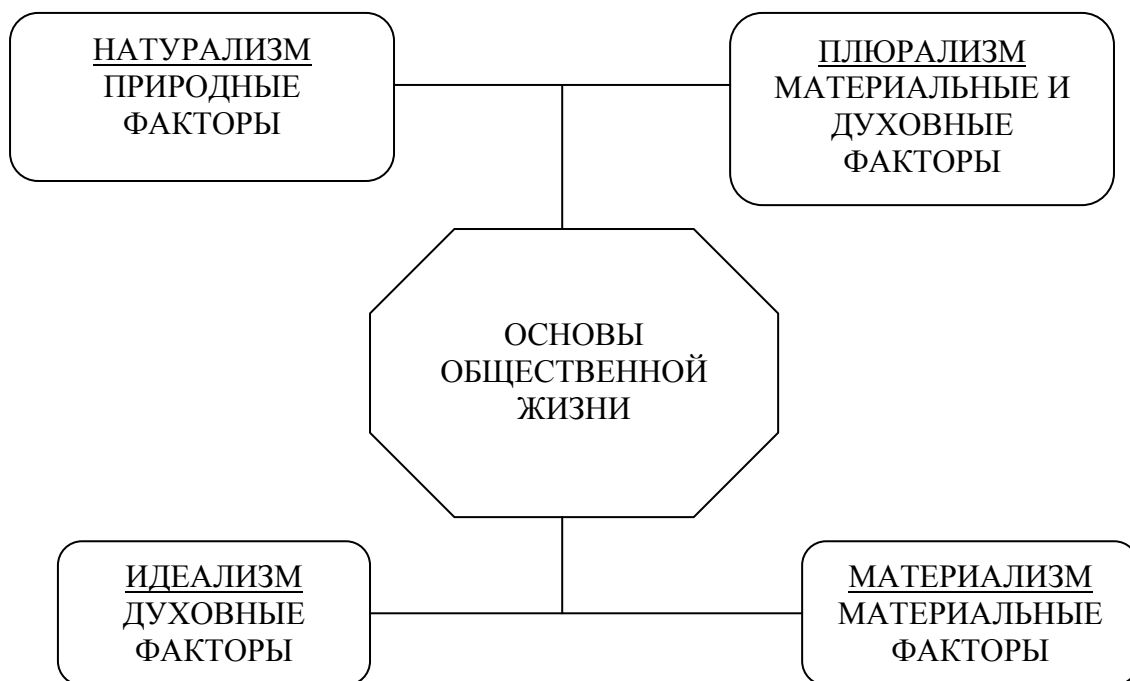 НАТУРАЛИЗМ
ПРИРОДНЫЕ
ФАКТОРЫ
ПЛЮРАЛИЗМ
МАТЕРИАЛЬНЫЕ И
ДУХОВНЫЕ
ФАКТОРЫ
ОСНОВЫ
ОБЩЕСТВЕННОЙ
ЖИЗНИ
ИДЕАЛИЗМ
ДУХОВНЫЕ
ФАКТОРЫ
МАТЕРИАЛИЗМ
МАТЕРИАЛЬНЫЕ
ФАКТОРЫ